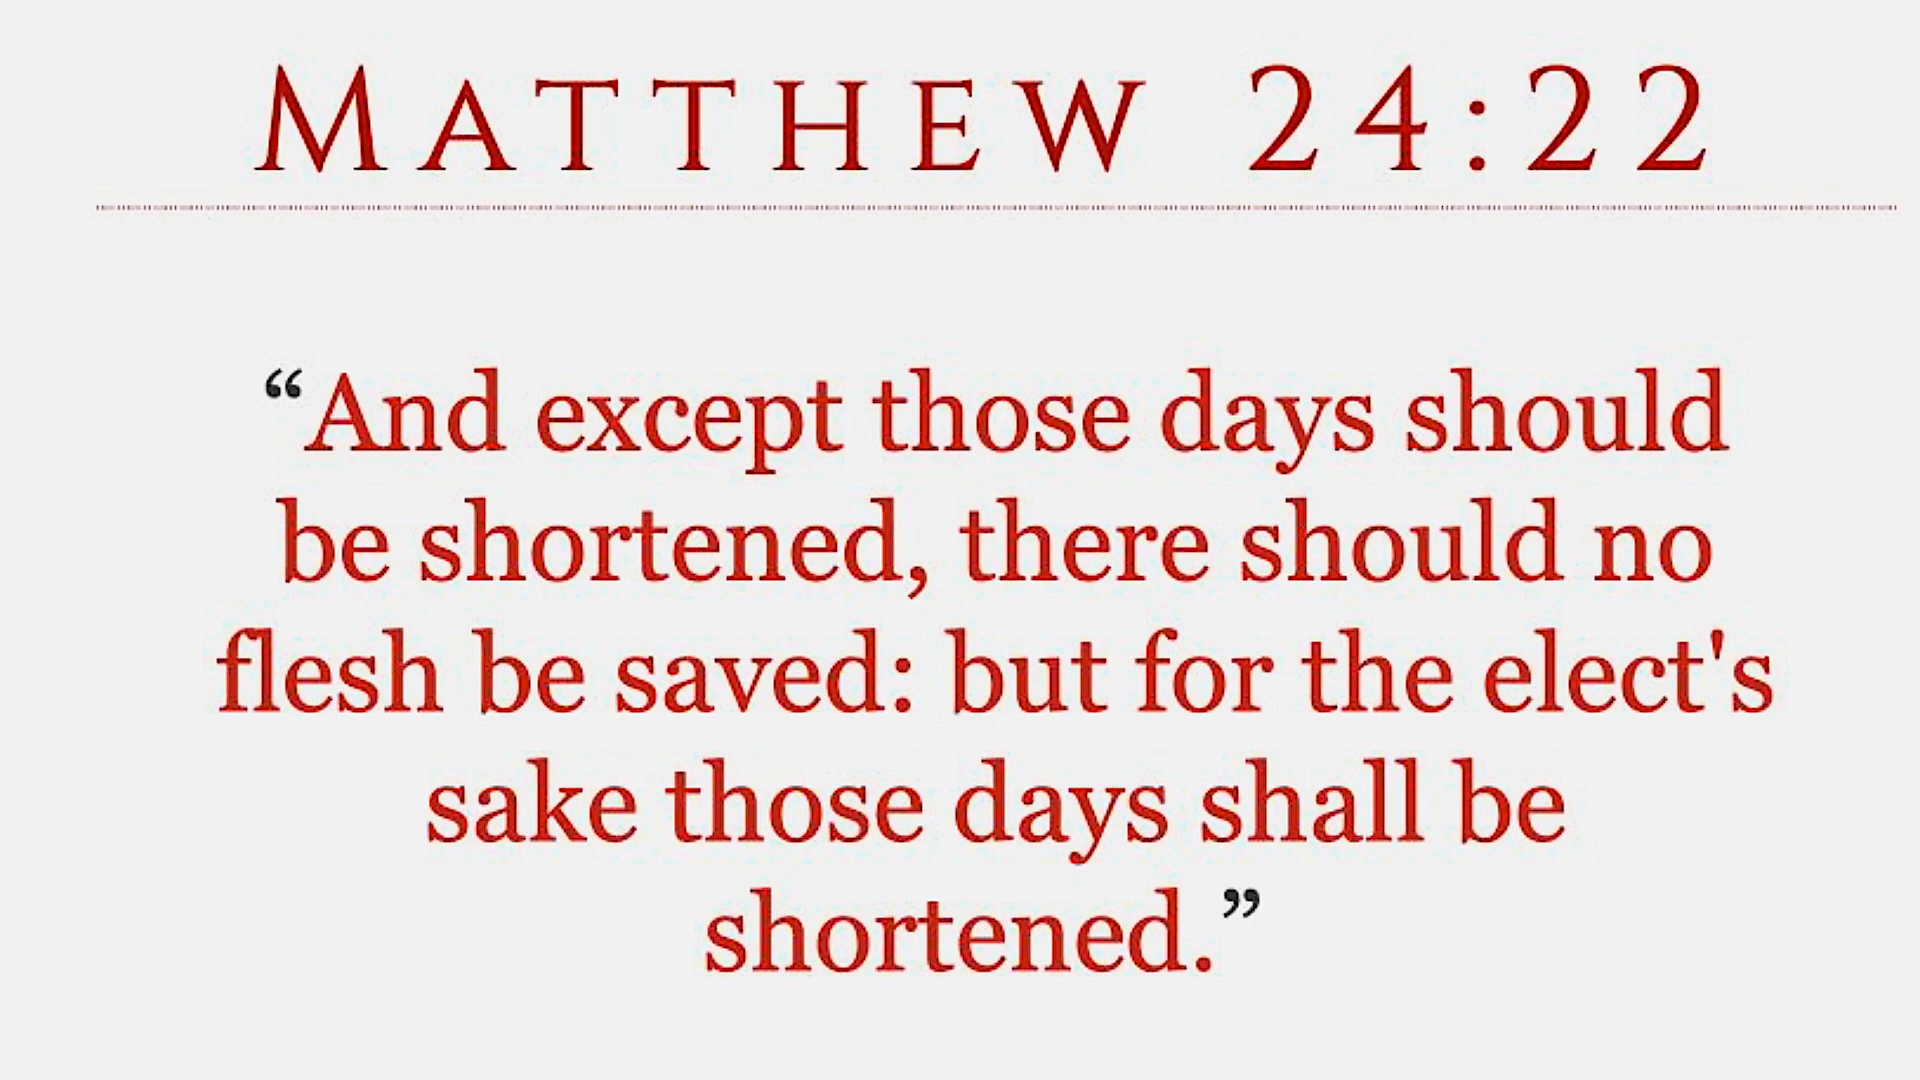 MATTHEW 24:22
“And except those days should
be shortened, there should no
flesh be saved: but for the elect's
sake those days shall be
shortened.”